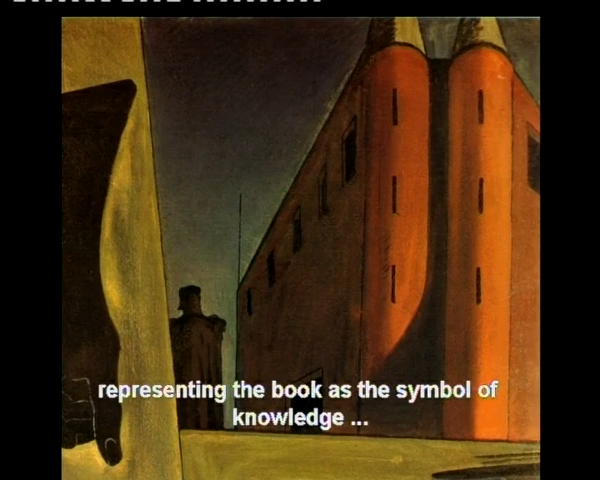 representing the book as the symbol of
knowledge ...